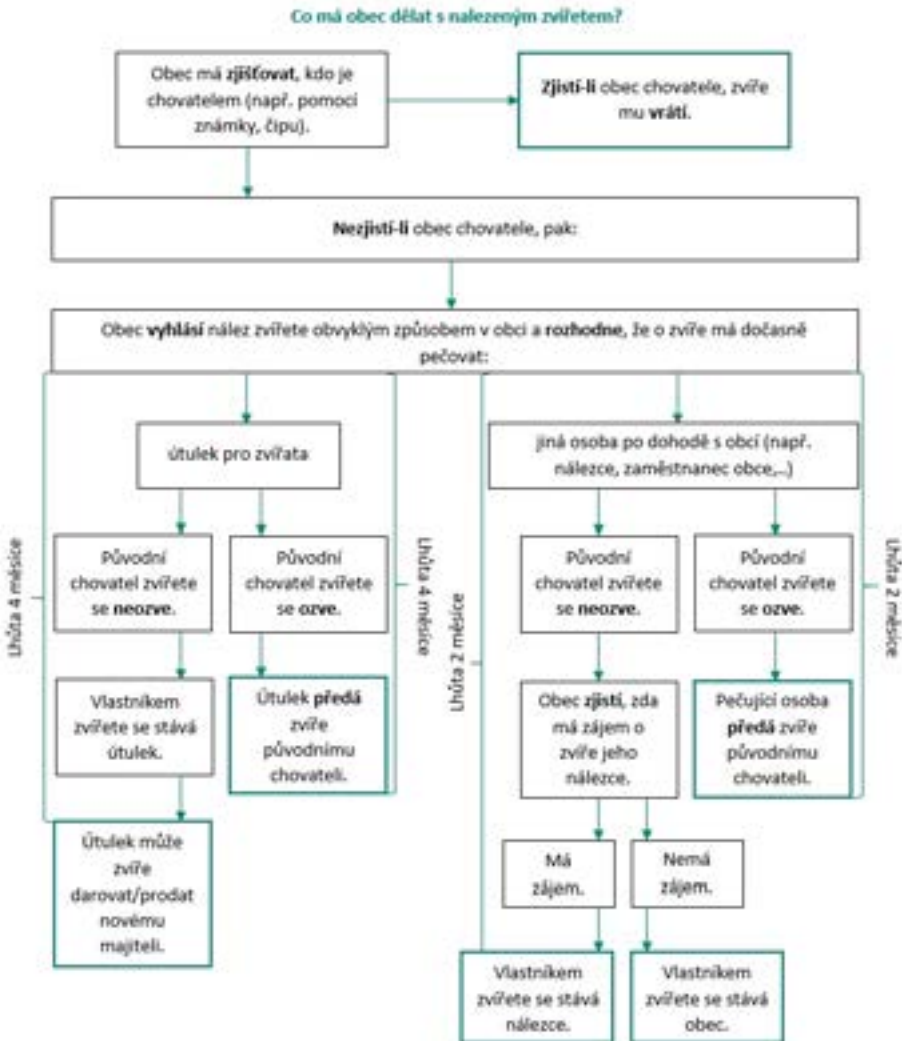 Co má obec dělat s nalezeným zvířetem?
Obec má zjišťovat, kdo je
chovatelem (např. pomocí
známky, čipu).
Zjistí-li obec chovatele, zvíře
mu vrátí.
Nezjistí-li obec chovatele, pak:
Obec vyhlásí nález zvířete obvyklým způsobem v obci a rozhodne, že o zvíře má dočasně
pečovat:
útulek pro zvířata
jiná osoba po dohodě s obcí (např.
nálezce, zaměstnanec obce,..)
Lhůta 4 měsíce
Původní
chovatel zvířete
se neozve.
Původní
chovatel zvířete
se ozve.
Lhůta 4 měsíce
Lhůta 2 měsíce
Původní
chovatel zvířete
se neozve.
Původní
chovatel zvířete
se ozve.
Lhůta 2 měsíce
Vlastníkem
zvířete se stává
útulek.
Útulek předá
zvíře
původnímu
chovateli.
Obec zjistí, zda
má zájem o
zvíře jeho
nálezce.
Pečující osoba
předá zvíře
původnímu
chovateli.
Útulek může
zvíře
darovat/prodat
novému
majiteli.
Má
zájem.
Nemá
zájem.
Vlastníkem
zvířete se stává
nálezce.
Vlastníkem
zvířete se stává
obec.